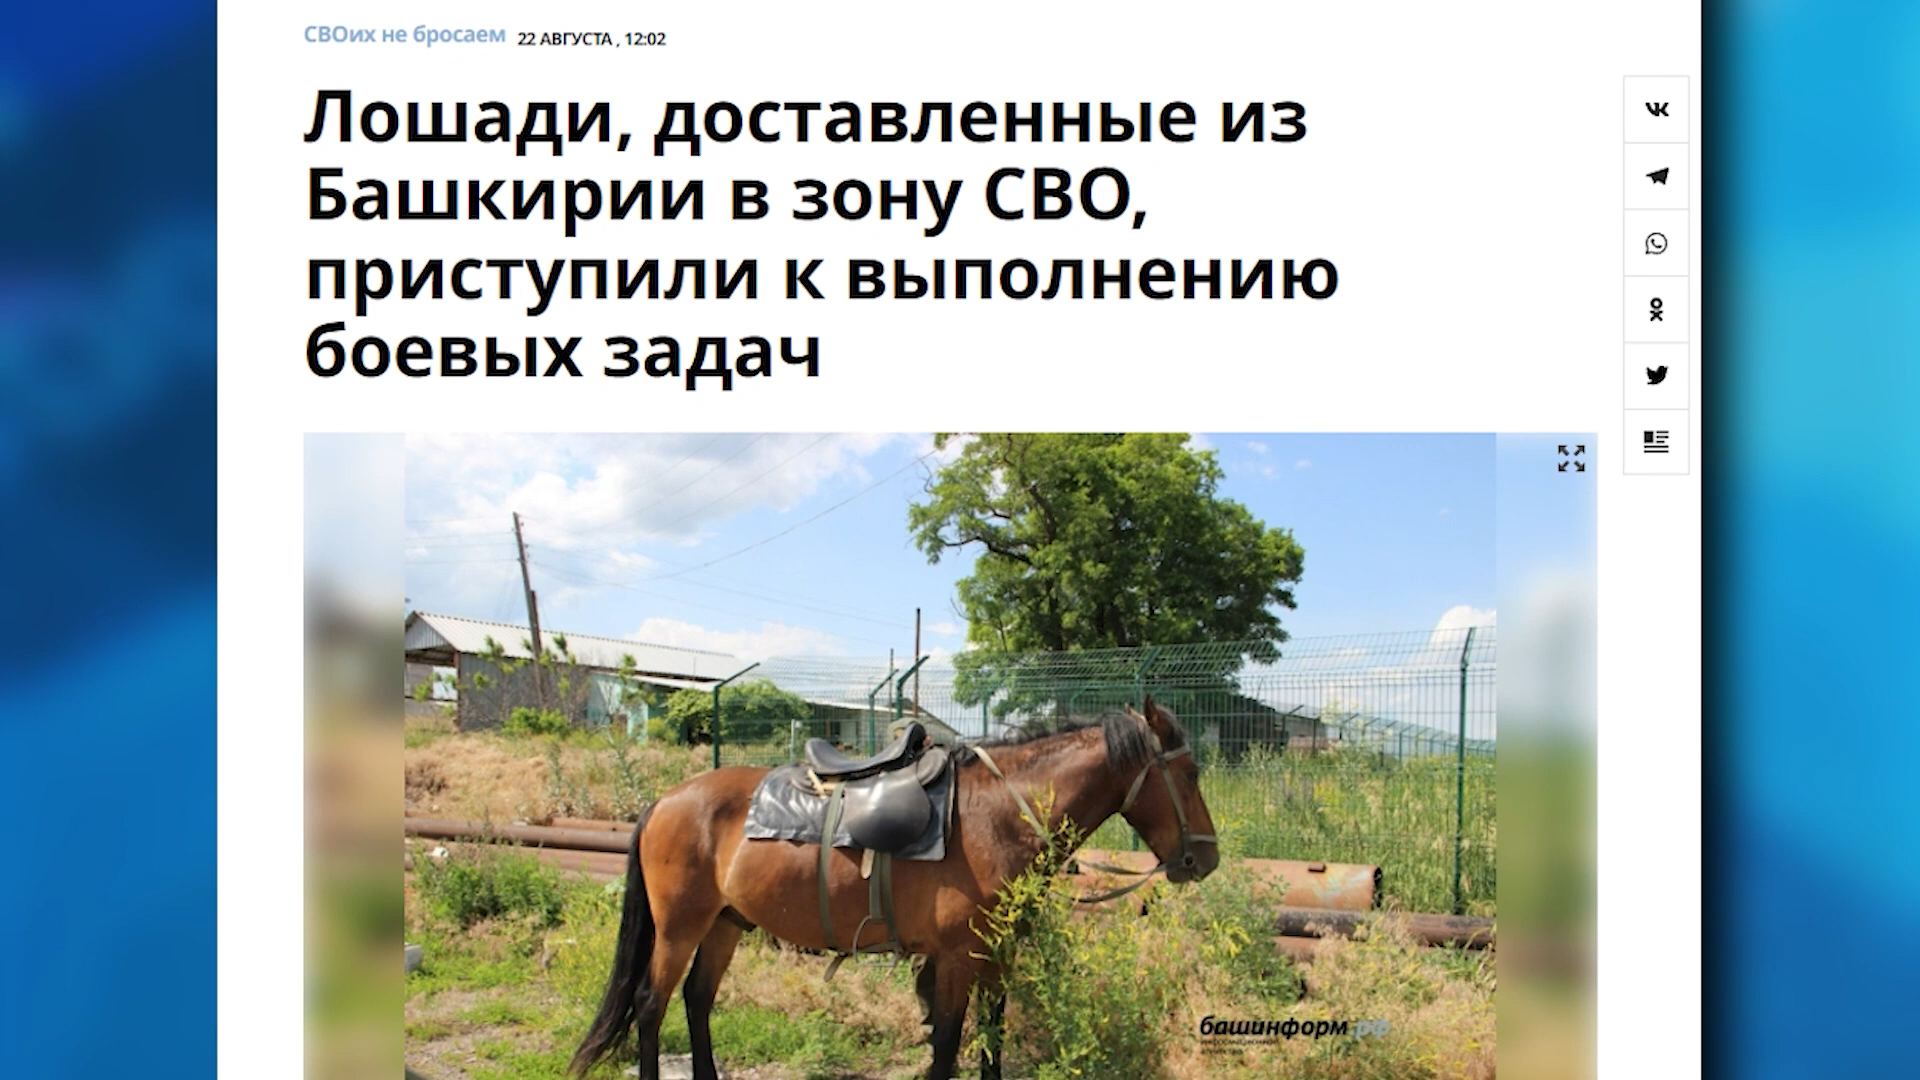 СВОих не бросаем 22 АВГУСТА , 12:02
Лошади, доставленные из
Башкирии в зону СВО,
приступили к выполнению
боевых задач
башинформ.рф